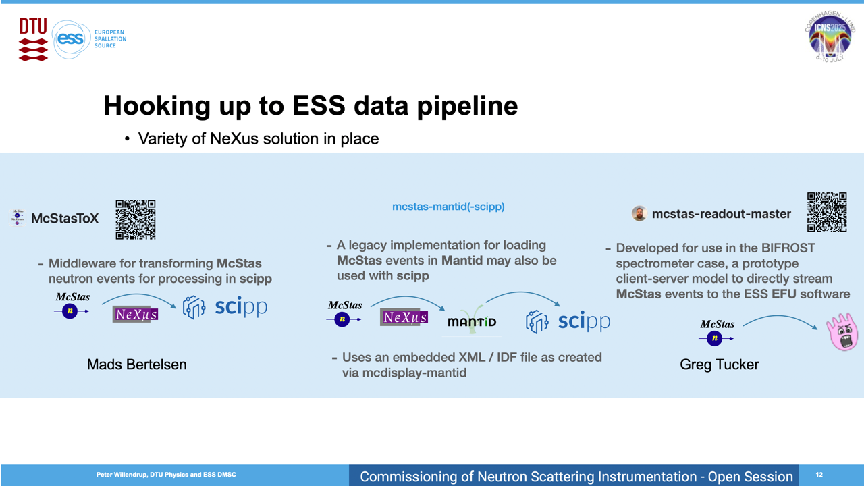 DTU
ess
EUROPEAN
SPALLATION
SOURCE
ICNS2025
Hooking up to ESS data pipeline
• Variety of NeXus solution in place
McStasToX
- Middleware for transforming McStas
neutron events for processing in scipp
McStas
n
NeXus
scipp
Mads Bertelsen
mcstas-mantid(-scipp)
- A legacy implementation for loading
McStas events in Mantid may also be
used with scipp
McStas
n
NeXus
MANTID
scipp
- Uses an embedded XML / IDF file as created
via mcdisplay-mantid
mcstas-readout-master
- Developed for use in the BIFROST
spectrometer case, a prototype
client-server model to directly stream
McStas events to the ESS EFU software
McStas
n
Greg Tucker
Peter Willendrup, DTU Physics and ESS DMSC
Commissioning of Neutron Scattering Instrumentation - Open Session
12